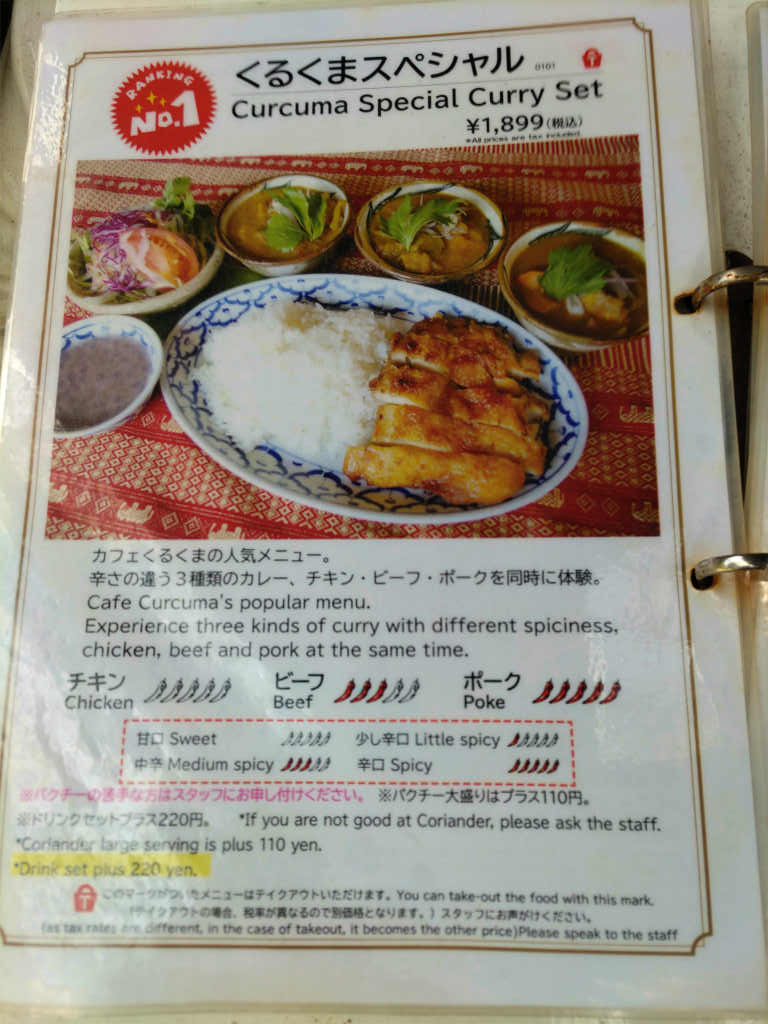 RANKING
No.1
くるくまスペシャル 0101
Curcuma Special Curry Set
¥1,899(税込)
*All prices are tax included
カフェくるくまの人気メニュー。
辛さの違う3種類のカレー、チキン・ビーフ・ポークを同時に体験。
Cafe Curcuma's popular menu.
Experience three kinds of curry with different spiciness,
chicken, beef and pork at the same time.
チキン ビーフ ポーク
Chicken Beef Poke
甘口 Sweet 少し辛口 Little spicy
中辛 Medium spicy 辛口 Spicy
※パクチーの苦手な方はスタッフにお申し付けください。 ※パクチー大盛りはプラス110円。
※ドリンクセットプラス220円。 *If you are not good at Coriander, please ask the staff.
*Coriander large serving is plus 110 yen.
*Drink set plus 220 yen.
T このマークがついたメニューはテイクアウトいただけます。You can take-out the food with this mark.
(テイクアウトの場合、税率が異なるので別価格となります。) スタッフにお声がけください。
(as tax rates are different, in the case of takeout, it becomes the other price)Please speak to the staff